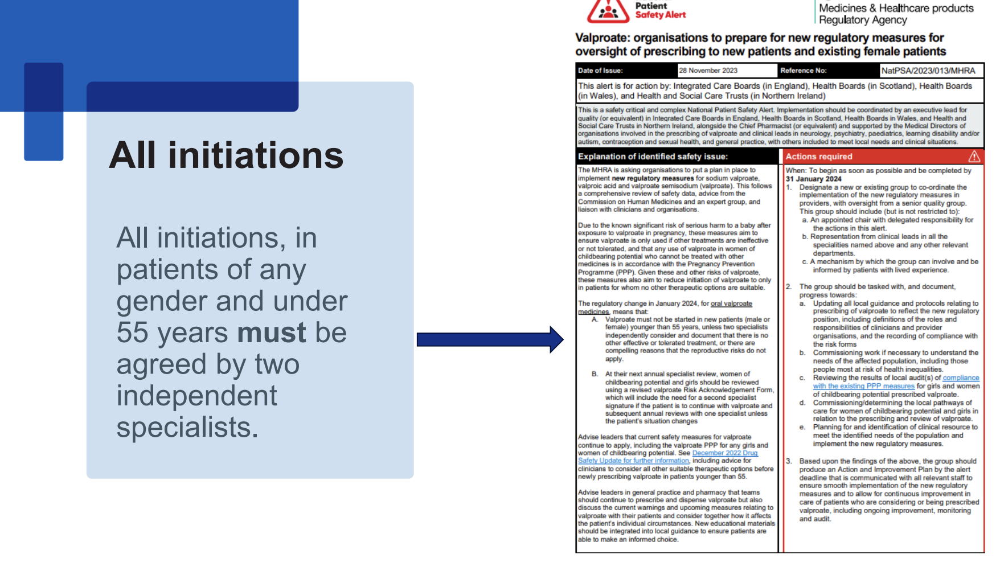 All initiations
All initiations, in
patients of any
gender and under
55 years must be
agreed by two
independent
specialists.
Patient
Safety Alert
Medicines & Healthcare products
Regulatory Agency
Valproate: organisations to prepare for new regulatory measures for
oversight of prescribing to new patients and existing female patients
Date of Issue: 28 November 2023 Reference No: NatPSA/2023/013/MHRA
This alert is for action by: Integrated Care Boards (in England), Health Boards (in Scotland), Health Boards
(in Wales), and Health and Social Care Trusts (in Northern Ireland)
This is a safety critical and complex National Patient Safety Alert. Implementation should be coordinated by an executive lead for
quality (or equivalent) in Integrated Care Boards in England, Health Boards in Scotland, Health Boards in Wales, and Health and
Social Care Trusts in Northern Ireland, alongside the Chief Pharmacist (or equivalent) and supported by the Medical Directors of
organisations involved in the prescribing of valproate and clinical leads in neurology, psychiatry, paediatrics, learning disability and/or
autism, contraception and sexual health, and general practice, with others included to meet local needs and clinical situations.
Explanation of identified safety issue:
The MHRA is asking organisations to put a plan in place to
implement new regulatory measures for sodium valproate,
valproic acid and valproate semisodium (valproate). This follows
a comprehensive review of safety data, advice from the
Commission on Human Medicines and an expert group, and
liaison with clinicians and organisations.
Due to the known significant risk of serious harm to a baby after
exposure to valproate in pregnancy, these measures aim to
ensure valproate is only used if other treatments are ineffective
or not tolerated, and that any use of valproate in women of
childbearing potential who cannot be treated with other
medicines is in accordance with the Pregnancy Prevention
Programme (PPP). Given these and other risks of valproate,
these measures also aim to reduce initiation of valproate to only
in patients for whom no other therapeutic options are suitable.
The regulatory change in January 2024, for oral valproate
medicines, means that:
A. Valproate must not be started in new patients (male or
female) younger than 55 years, unless two specialists
independently consider and document that there is no
other effective or tolerated treatment, or there are
compelling reasons that the reproductive risks do not
apply.
B. At their next annual specialist review, women of
childbearing potential and girls should be reviewed
using a revised valproate Risk Acknowledgement Form,
which will include the need for a second specialist
signature if the patient is to continue with valproate and
subsequent annual reviews with one specialist unless
the patient's situation changes
Advise leaders that current safety measures for valproate
continue to apply, including the valproate PPP for any girls and
women of childbearing potential. See December 2022 Drug
Safety Update for further information, including advice for
clinicians to consider all other suitable therapeutic options before
newly prescribing valproate in patients younger than 55.
Advise leaders in general practice and pharmacy that teams
should continue to prescribe and dispense valproate but also
discuss the current warnings and upcoming measures relating to
valproate with their patients and consider together how it affects
the patient's individual circumstances. New educational materials
should be integrated into local guidance to ensure patients are
able to make an informed choice.
Actions required
When: To begin as soon as possible and be completed by
31 January 2024
1. Designate a new or existing group to co-ordinate the
implementation of the new regulatory measures in
providers, with oversight from a senior quality group.
This group should include (but is not restricted to):
a. An appointed chair with delegated responsibility for
the actions in this alert.
b. Representation from clinical leads in all the
specialities named above and any other relevant
departments.
c. A mechanism by which the group can involve and be
informed by patients with lived experience.
2. The group should be tasked with, and document,
progress towards:
a. Updating all local guidance and protocols relating to
prescribing of valproate to reflect the new regulatory
position, including definitions of the roles and
responsibilities of clinicians and provider
organisations, and the recording of compliance with
the risk forms
b. Commissioning work if necessary to understand the
needs of the affected population, including those
people most at risk of health inequalities.
c. Reviewing the results of local audit(s) of compliance
with the existing PPP measures for girls and women
of childbearing potential prescribed valproate.
d. Commissioning/determining the local pathways of
care for women of childbearing potential and girls in
relation to the prescribing and review of valproate.
e. Planning for and identification of clinical resource to
meet the identified needs of the population and
implement the new regulatory measures.
3. Based upon the findings of the above, the group should
produce an Action and Improvement Plan by the alert
deadline that is communicated with all relevant staff to
ensure smooth implementation of the new regulatory
measures and to allow for continuous improvement in
care of patients who are considering or being prescribed
valproate, including ongoing improvement, monitoring
and audit.